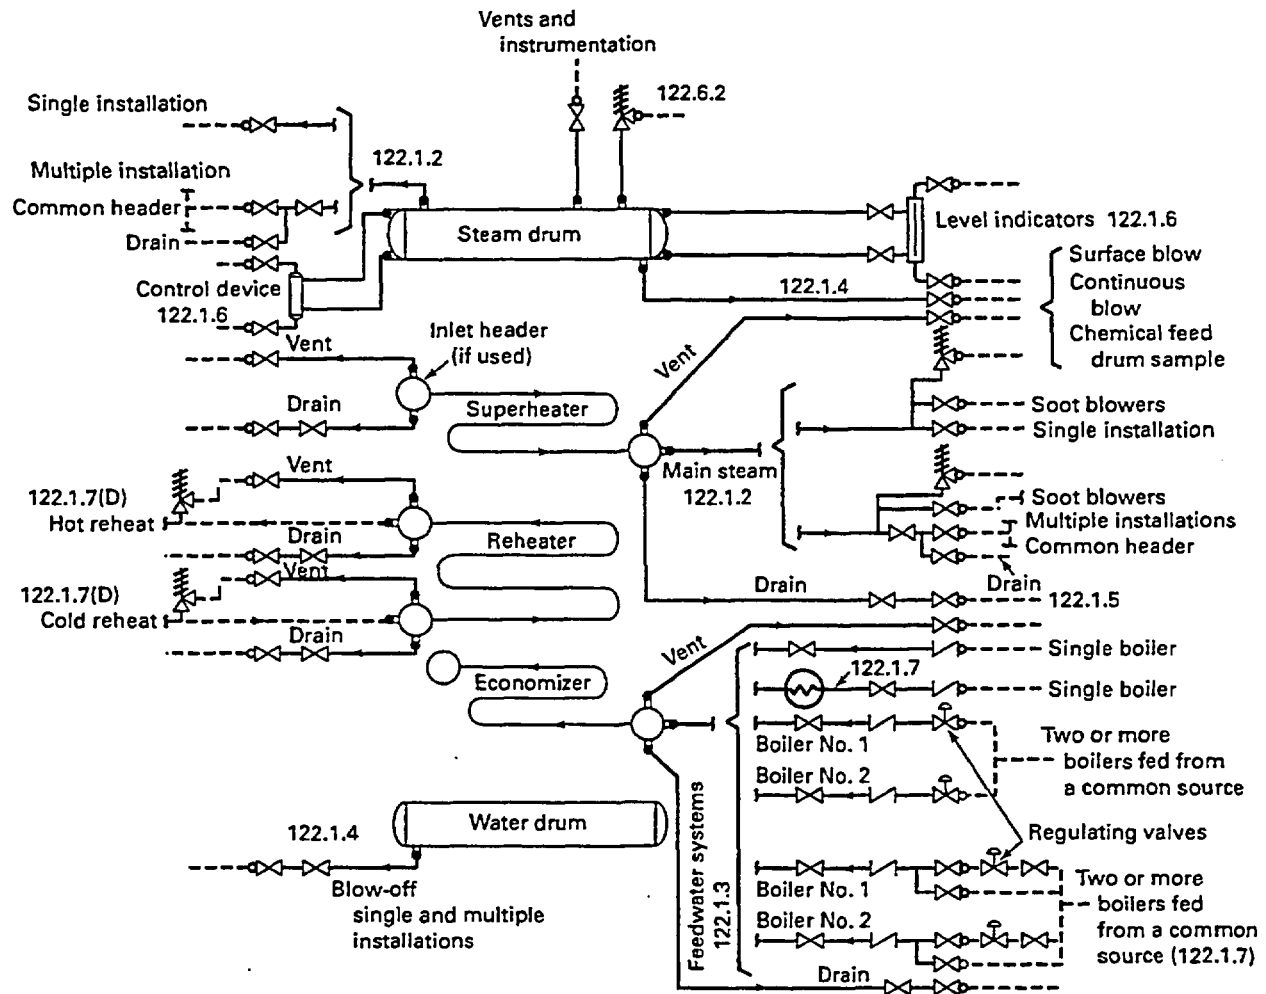 Vents and
instrumentation
122.6.2
Single installation
122.1.2
Multiple installation
Common header
Drain
Steam drum
Level indicators 122.1.6
Control device
122.1.6
122.1.4
Surface blow
Continuous
blow
Chemical feed
drum sample
Vent
Inlet header
(if used)
Vent
Drain
Superheater
Soot blowers
Single installation
Main steam
122.1.2
Vent
122.1.7(D)
Hot reheat
Drain
Reheater
Soot blowers
Multiple installations
Common header
Drain
Vent
122.1.7(D)
Cold reheat
Drain
Drain
122.1.5
Vent
Economizer
Single boiler
122.1.7
Single boiler
Boiler No. 1
Boiler No. 2
Two or more
boilers fed from
a common source
Regulating valves
Water drum
122.1.4
Blow-off
single and multiple
installations
Feedwater systems
122.1.3
Boiler No. 1
Boiler No. 2
Two or more
boilers fed
from a common
source (122.1.7)
Drain